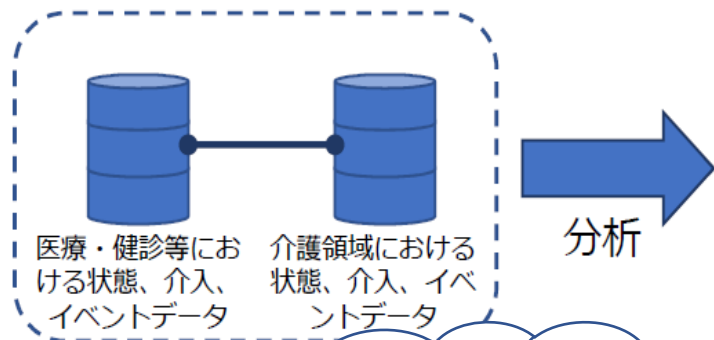 医療・健診等にお
ける状態、介入、
イベントデータ
介護領域における
状態、介入、イベ
ントデータ
分析